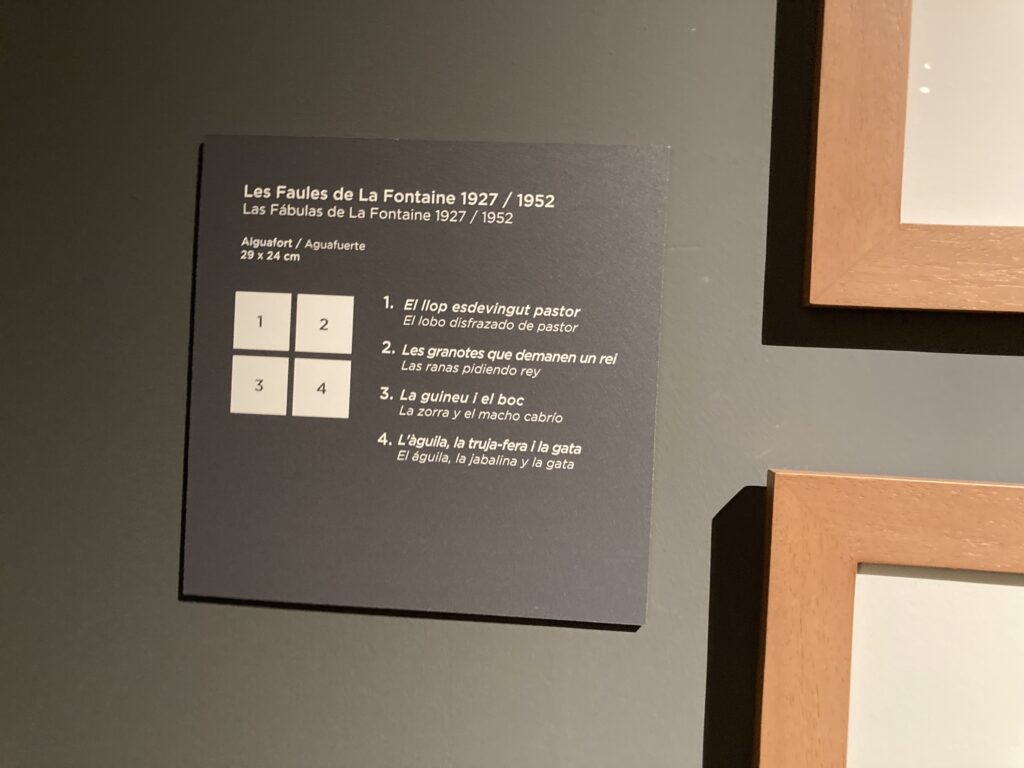 Les Faules de La Fontaine 1927 / 1952
Las Fábulas de La Fontaine 1927 / 1952
Aiguafort / Aguafuerte
29 x 24 cm
1
2
3
4
1. El llop esdevingut pastor
El lobo disfrazado de pastor
2. Les granotes que demanen un rei
Las ranas pidiendo rey
3. La guineu i el boc
La zorra y el macho cabrío
4. L'àguila, la truja-fera i la gata
El águila, la jabalina y la gata